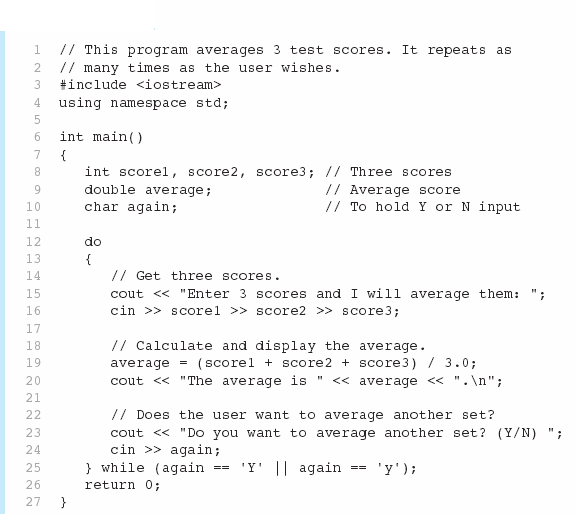 1 // This program averages 3 test scores. It repeats as
2 // many times as the user wishes.
3 #include <iostream>
4 using namespace std;
5
6 int main()
7 {
8 int score1, score2, score3; // Three scores
9 double average; // Average score
10 char again; // To hold Y or N input
11
12 do
13 {
14 // Get three scores.
15 cout << "Enter 3 scores and I will average them: ";
16 cin >> score1 >> score2 >> score3;
17
18 // Calculate and display the average.
19 average = (score1 + score2 + score3) / 3.0;
20 cout << "The average is " << average << ".\n";
21
22 // Does the user want to average another set?
23 cout << "Do you want to average another set? (Y/N) ";
24 cin >> again;
25 } while (again == 'Y' || again == 'y');
26 return 0;
27 }